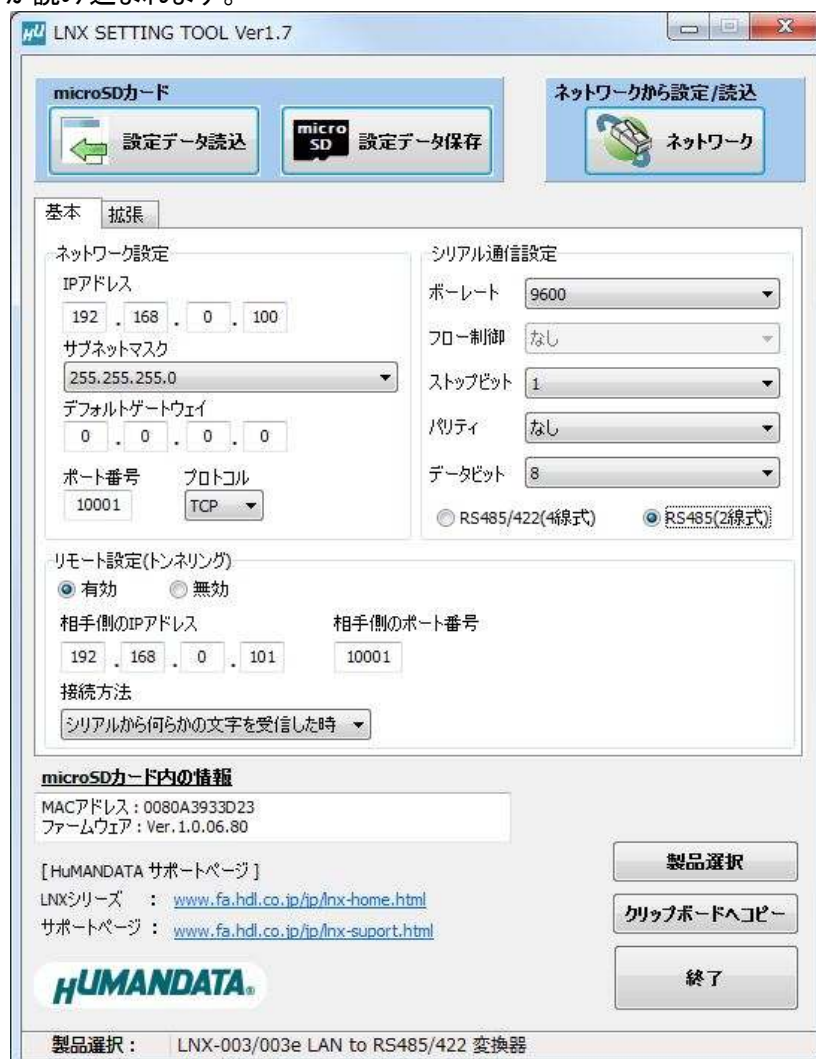 が読み込まれます。
LNX SETTING TOOL Ver1.7
microSDカード
設定データ読込
micro SD 設定データ保存
ネットワークから設定/読込
ネットワーク
基本 拡張
ネットワーク設定
IPアドレス
192 . 168 . 0 . 100
サブネットマスク
255.255.255.0
デフォルトゲートウェイ
0 . 0 . 0 . 0
ポート番号 プロトコル
10001 TCP
シリアル通信設定
ボーレート 9600
フロー制御 なし
ストップビット 1
パリティ なし
データビット 8
RS485/422(4線式) RS485(2線式)
リモート設定(トンネリング)
有効 無効
相手側のIPアドレス 相手側のポート番号
192 . 168 . 0 . 101 10001
接続方法
シリアルから何らかの文字を受信した時
microSDカード内の情報
MACアドレス : 0080A3933D23
ファームウェア : Ver.1.0.06.80
[HuMANDATA サポートページ]
LNXシリーズ : www.fa.hdl.co.jp/jp/lnx-home.html
サポートページ : www.fa.hdl.co.jp/jp/lnx-suport.html
HUMANDATA®
製品選択
クリップボードへコピー
終了
製品選択 : LNX-003/003e LAN to RS485/422 変換器